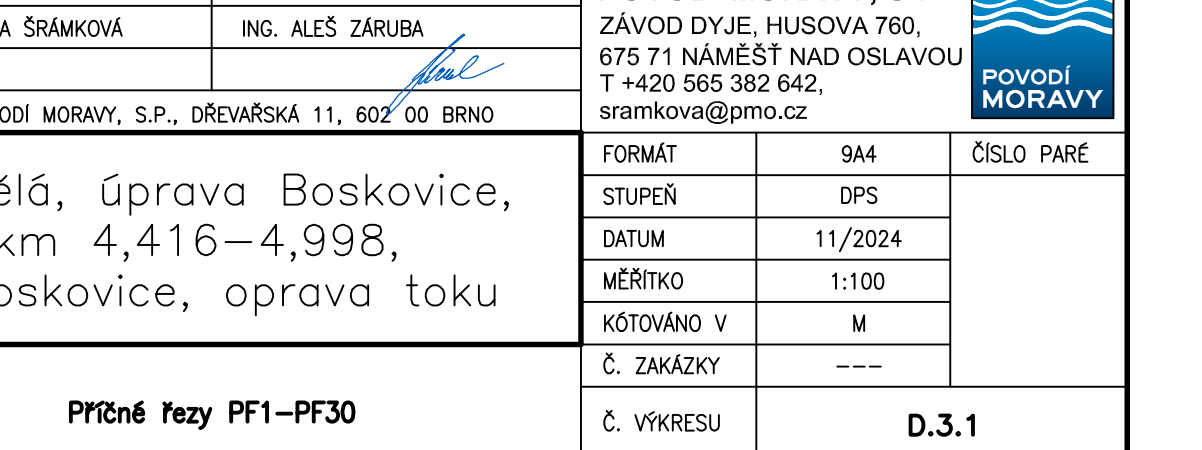 A ŠRÁMKOVÁ
ING. ALEŠ ZÁRUBA
ODÍ MORAVY, S.P., DŘEVAŘSKÁ 11, 602 00 BRNO
ZÁVOD DYJE, HUSOVA 760,
675 71 NÁMĚŠŤ NAD OSLAVOU
T +420 565 382 642,
sramkova@pmo.cz
POVODÍ
MORAVY
ělá, úprava Boskovice,
km 4,416-4,998,
oskovice, oprava toku
Příčné řezy PF1-PF30
FORMÁT 9A4 ČÍSLO PARÉ
STUPEŇ DPS
DATUM 11/2024
MĚŘÍTKO 1:100
KÓTOVÁNO V M
Č. ZAKÁZKY ---
Č. VÝKRESU D.3.1